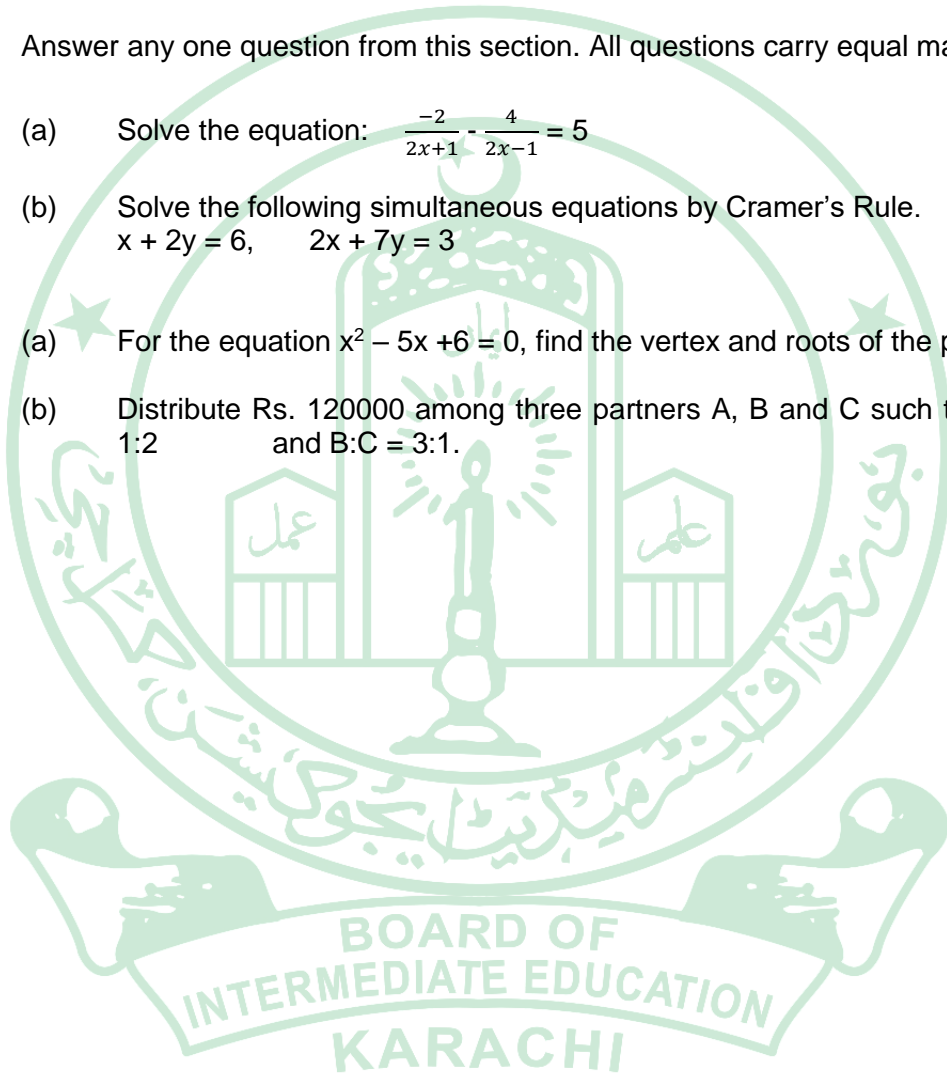 Answer any one question from this section. All questions carry equal ma
(a) Solve the equation: −2/(2x+1) - 4/(2x−1) = 5
(b) Solve the following simultaneous equations by Cramer's Rule.
x + 2y = 6, 2x + 7y = 3
(a) For the equation x² – 5x +6 = 0, find the vertex and roots of the p
(b) Distribute Rs. 120000 among three partners A, B and C such t
1:2 and B:C = 3:1.
علم
عمل
BOARD OF
INTERMEDIATE EDUCATION
KARACHI